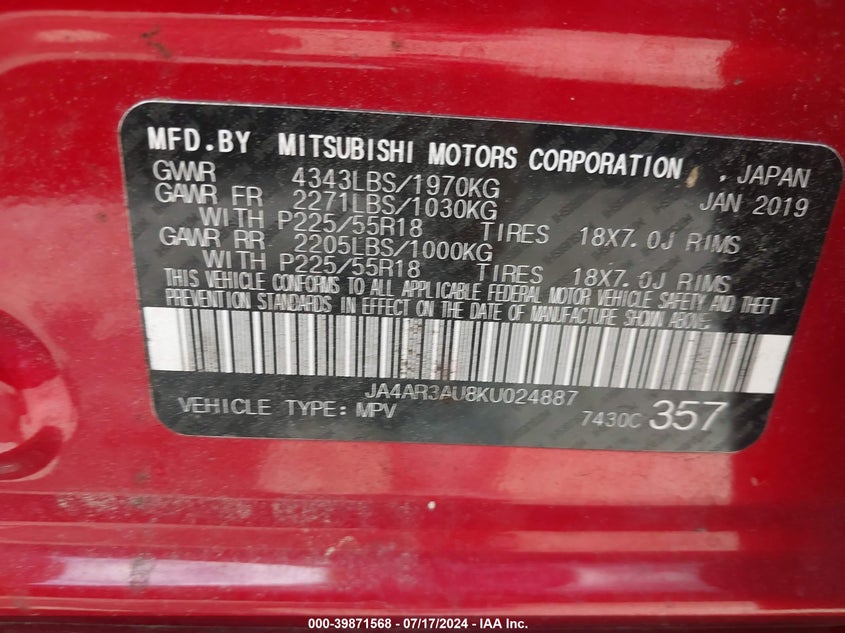 MFD.BY MITSUBISHI MOTORS CORPORATION , JAPAN
GVWR 4343LBS/1970KG JAN 2019
GAWR FR 2271LBS/1030KG
WITH P225/55R18 TIRES 18X7.0J RIMS
GAWR RR 2205LBS/1000KG
WITH P225/55R18 TIRES 18X7.0J RIMS
THIS VEHICLE CONFORMS TO ALL APPLICABLE FEDERAL MOTOR VEHICLE SAFETY AND THEFT
PREVENTION STANDARDS IN EFFECT ON THE DATE OF MANUFACTURE SHOWN ABOVE.
JA4AR3AU8KU024887
VEHICLE TYPE: MPV 7430C 357
000-39871568 - 07/17/2024 - IAA Inc.